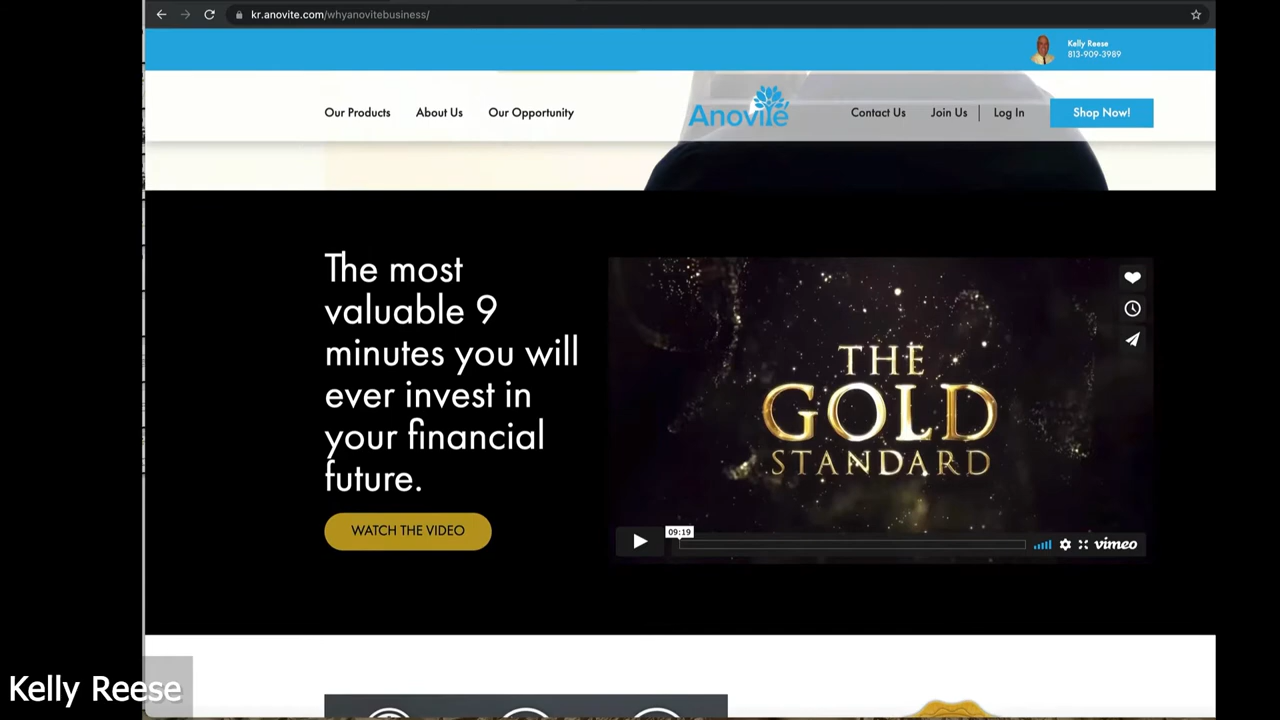 kr.anovite.com/whyanovitebusiness/
Kelly Reese
813-909-3989
Our Products About Us Our Opportunity Anovite Contact Us Join Us Log In Shop Now!
The most
valuable 9
minutes you will
ever invest in
your financial
future.
WATCH THE VIDEO
THE
GOLD
STANDARD
09:19
vimeo
Kelly Reese